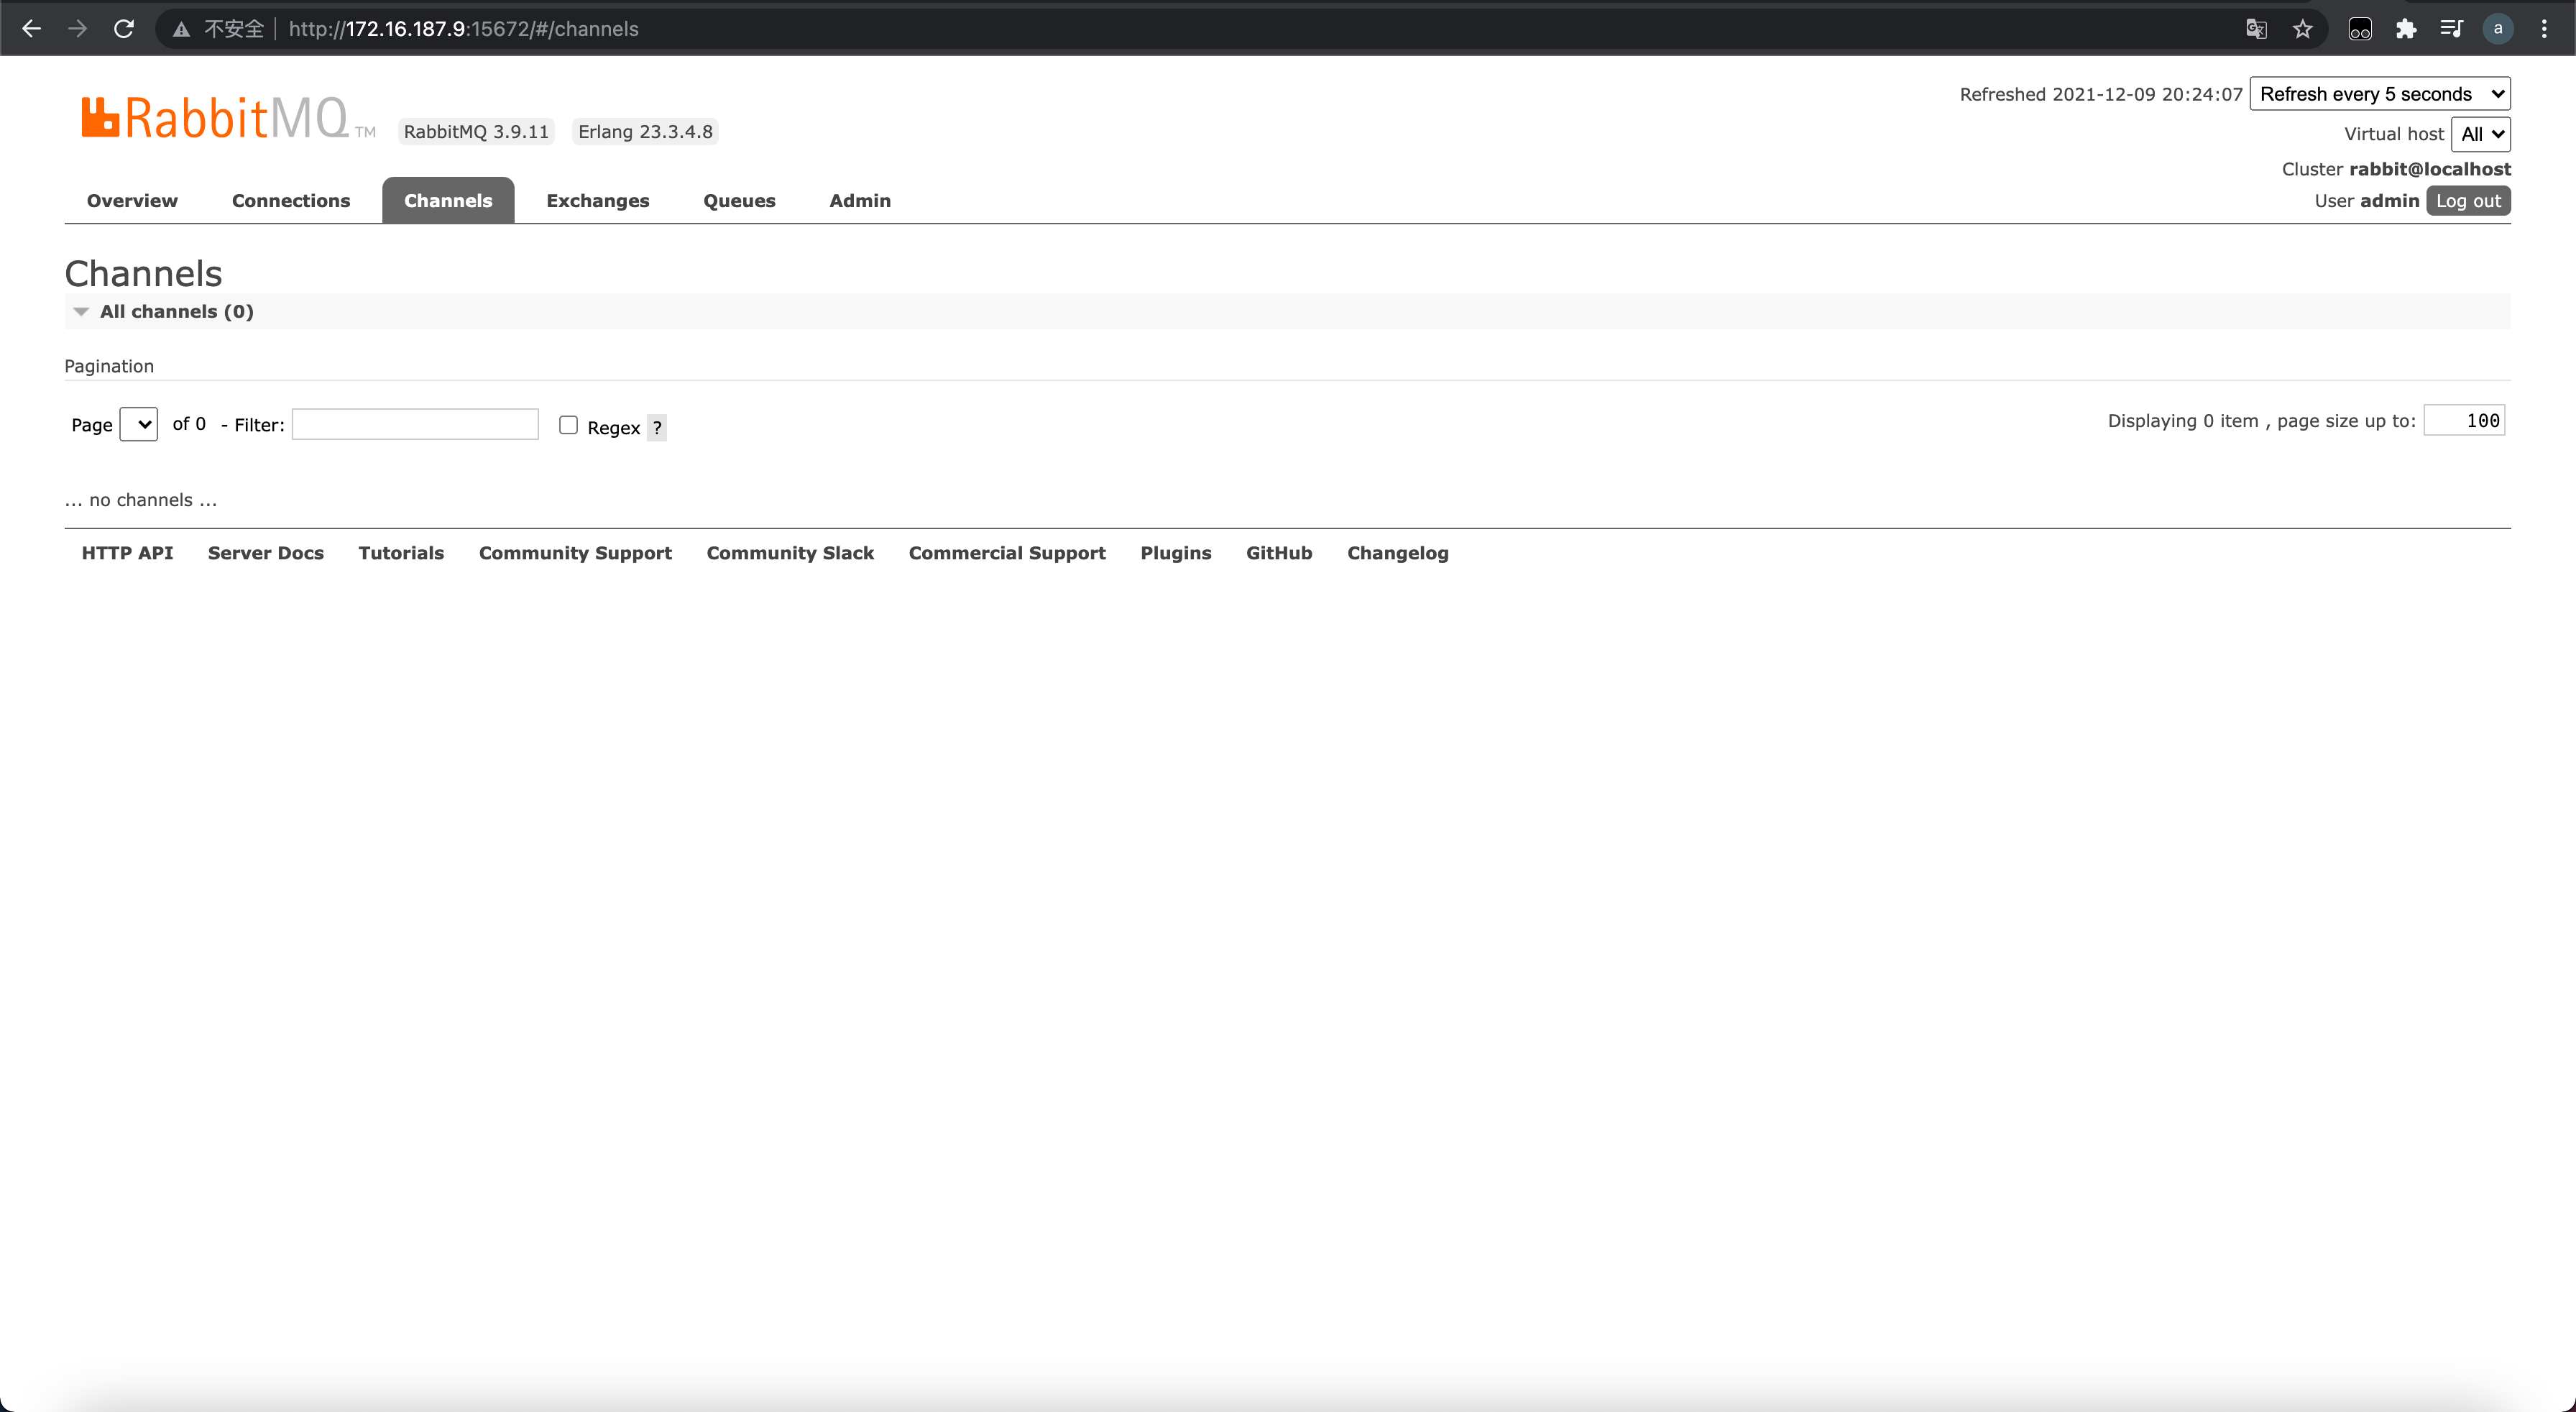 不安全 http://172.16.187.9:15672/#/channels a
RabbitMQ TM RabbitMQ 3.9.11 Erlang 23.3.4.8
Refreshed 2021-12-09 20:24:07 Refresh every 5 seconds
Virtual host All
Cluster rabbit@localhost
User admin Log out
Overview Connections Channels Exchanges Queues Admin
Channels
All channels (0)
Pagination
Page of 0 - Filter: Regex ? Displaying 0 item , page size up to: 100
... no channels ...
HTTP API Server Docs Tutorials Community Support Community Slack Commercial Support Plugins GitHub Changelog